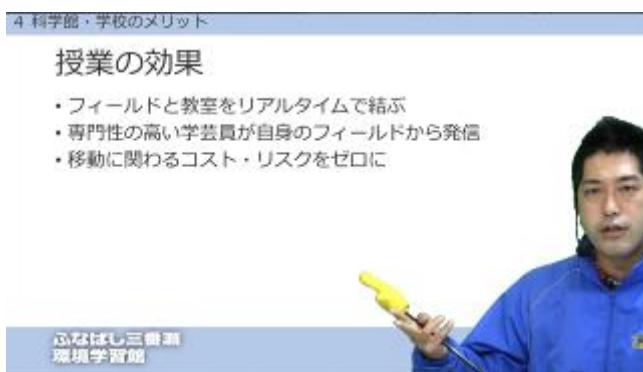 4 科学館・学校のメリット
授業の効果
・フィールドと教室をリアルタイムで結ぶ
・専門性の高い学芸員が自身のフィールドから発信
・移動に関わるコスト・リスクをゼロに
ふなばし三番瀬
環境学習館